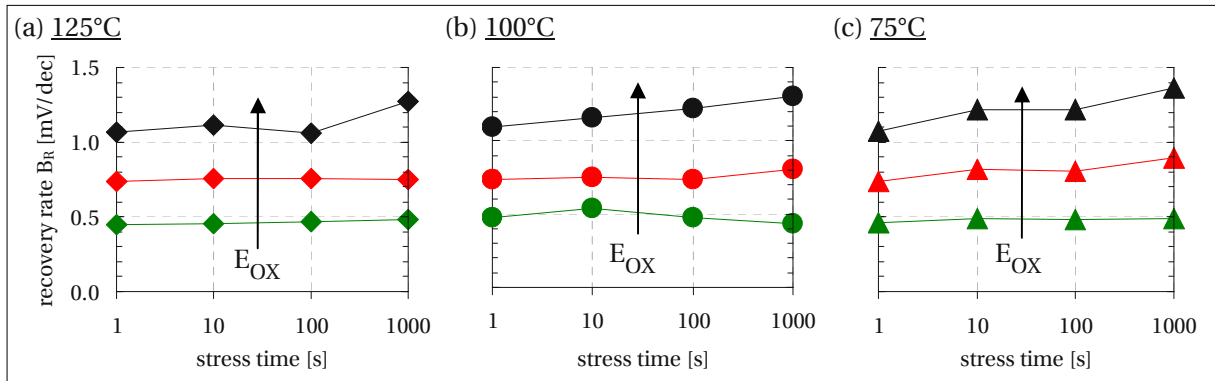 (a) 125°C
(b) 100°C
(c) 75°C
recovery rate B_R [mV/dec]
1.5
1.0
0.5
0.0
E_OX
E_OX
E_OX
1 10 100 1000
1 10 100 1000
1 10 100 1000
stress time [s]
stress time [s]
stress time [s]